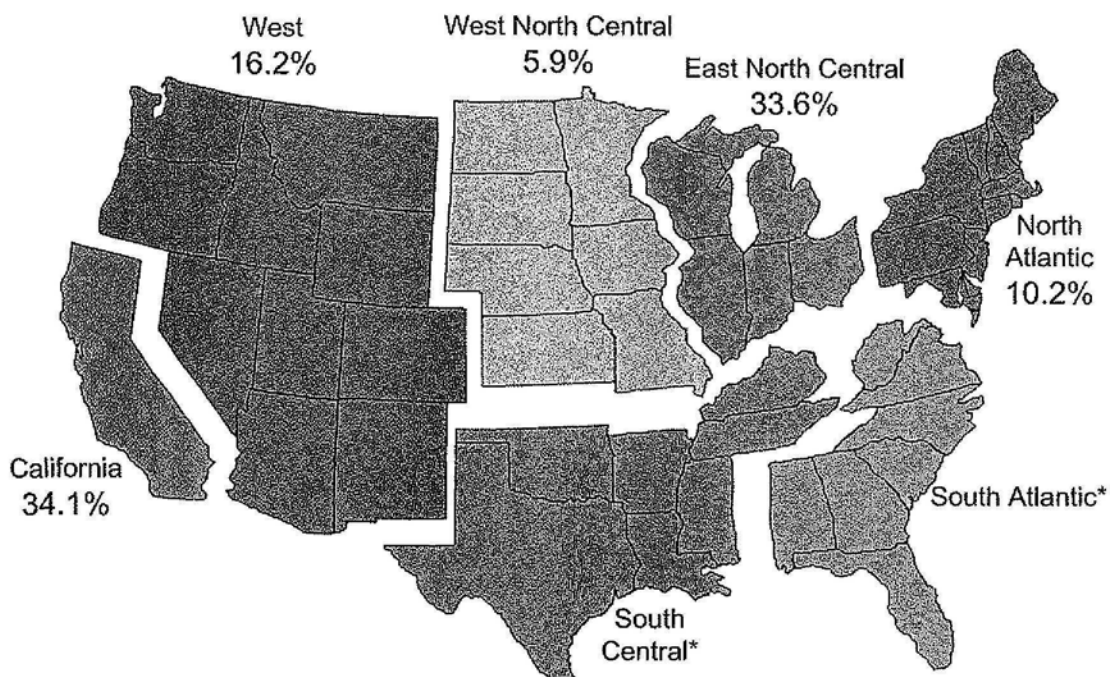 West
16.2%
West North Central
5.9%
East North Central
33.6%
North
Atlantic
10.2%
California
34.1%
South Atlantic*
South
Central*